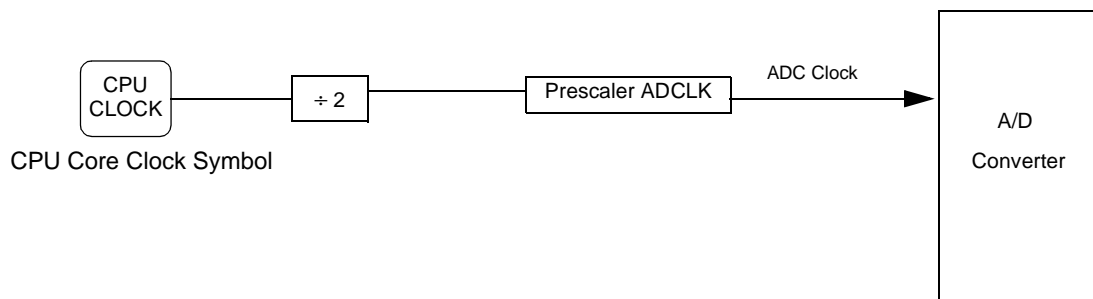 CPU
CLOCK
CPU Core Clock Symbol
÷ 2
Prescaler ADCLK
ADC Clock
A/D
Converter